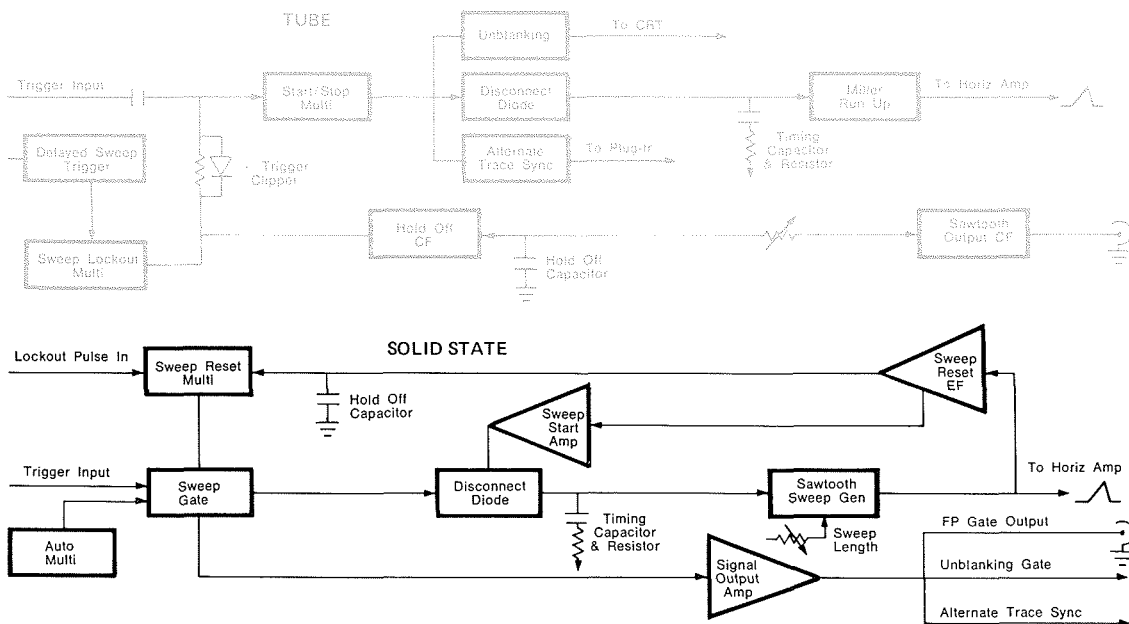 TUBE
To CRT
Unblanking
Trigger Input
Start/Stop
Multi
Disconnect
Diode
Miller
Run Up
To Horiz Amp
Delayed Sweep
Trigger
Trigger
Clipper
Alternate
Trace Sync
To Plug-In
Timing
Capacitor
& Resistor
Sweep Lockout
Multi
Hold Off
CF
Hold Off
Capacitor
Sawtooth
Output CF
SOLID STATE
Lockout Pulse In
Sweep Reset
Multi
Hold Off
Capacitor
Sweep
Reset
EF
Sweep
Start
Amp
Trigger Input
Sweep
Gate
Disconnect
Diode
Sawtooth
Sweep Gen
To Horiz Amp
Auto
Multi
Timing
Capacitor
& Resistor
Sweep
Length
Signal
Output
Amp
FP Gate Output
Unblanking Gate
Alternate Trace Sync